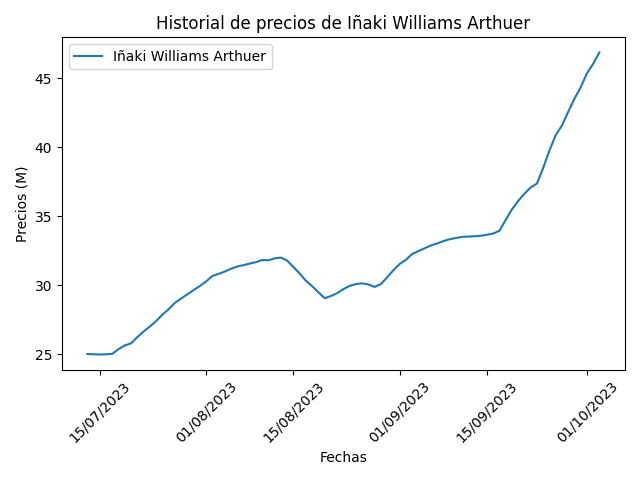 Historial de precios de Iñaki Williams Arthuer
Iñaki Williams Arthuer
Precios (M)
45
40
35
30
25
15/07/2023
01/08/2023
15/08/2023
01/09/2023
15/09/2023
01/10/2023
Fechas